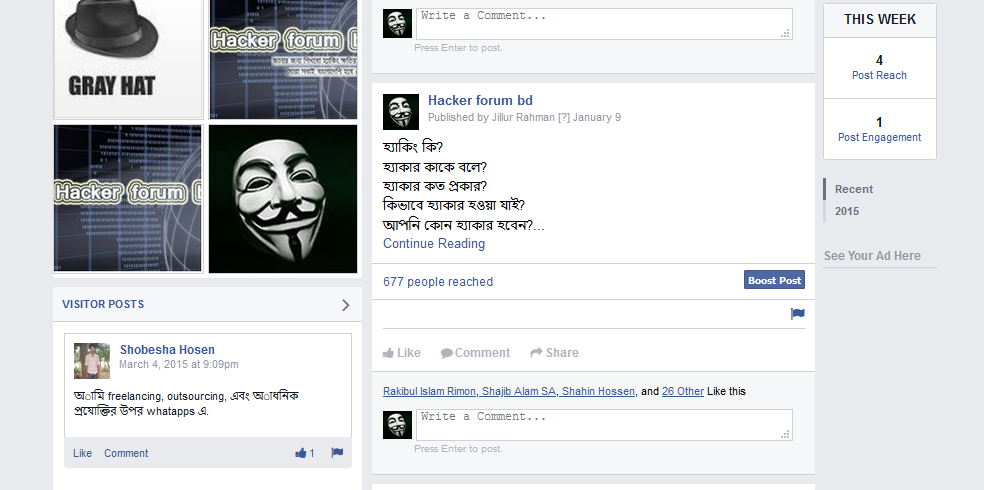 GRAY HAT
Hacker forum b
জানার জন্য শিখবো হ্যাকিং ক্ষতির
Hacker forum b
VISITOR POSTS
Shobesha Hosen
March 4, 2015 at 9:09pm
অামি freelancing, outsourcing, এবং অাধনিক
প্রযোক্তির উপর whatapps এ.
Like Comment 1
Write a Comment...
Press Enter to post.
Hacker forum bd
Published by Jillur Rahman [?] January 9
হ্যাকিং কি?
হ্যাকার কাকে বলে?
হ্যাকার কত প্রকার?
কিভাবে হ্যাকার হওয়া যাই?
আপনি কোন হ্যাকার হবেন?...
Continue Reading
677 people reached
Boost Post
Like Comment Share
Rakibul Islam Rimon, Shajib Alam SA, Shahin Hossen, and 26 Other Like this
Write a Comment...
Press Enter to post.
THIS WEEK
4
Post Reach
1
Post Engagement
Recent
2015
See Your Ad Here